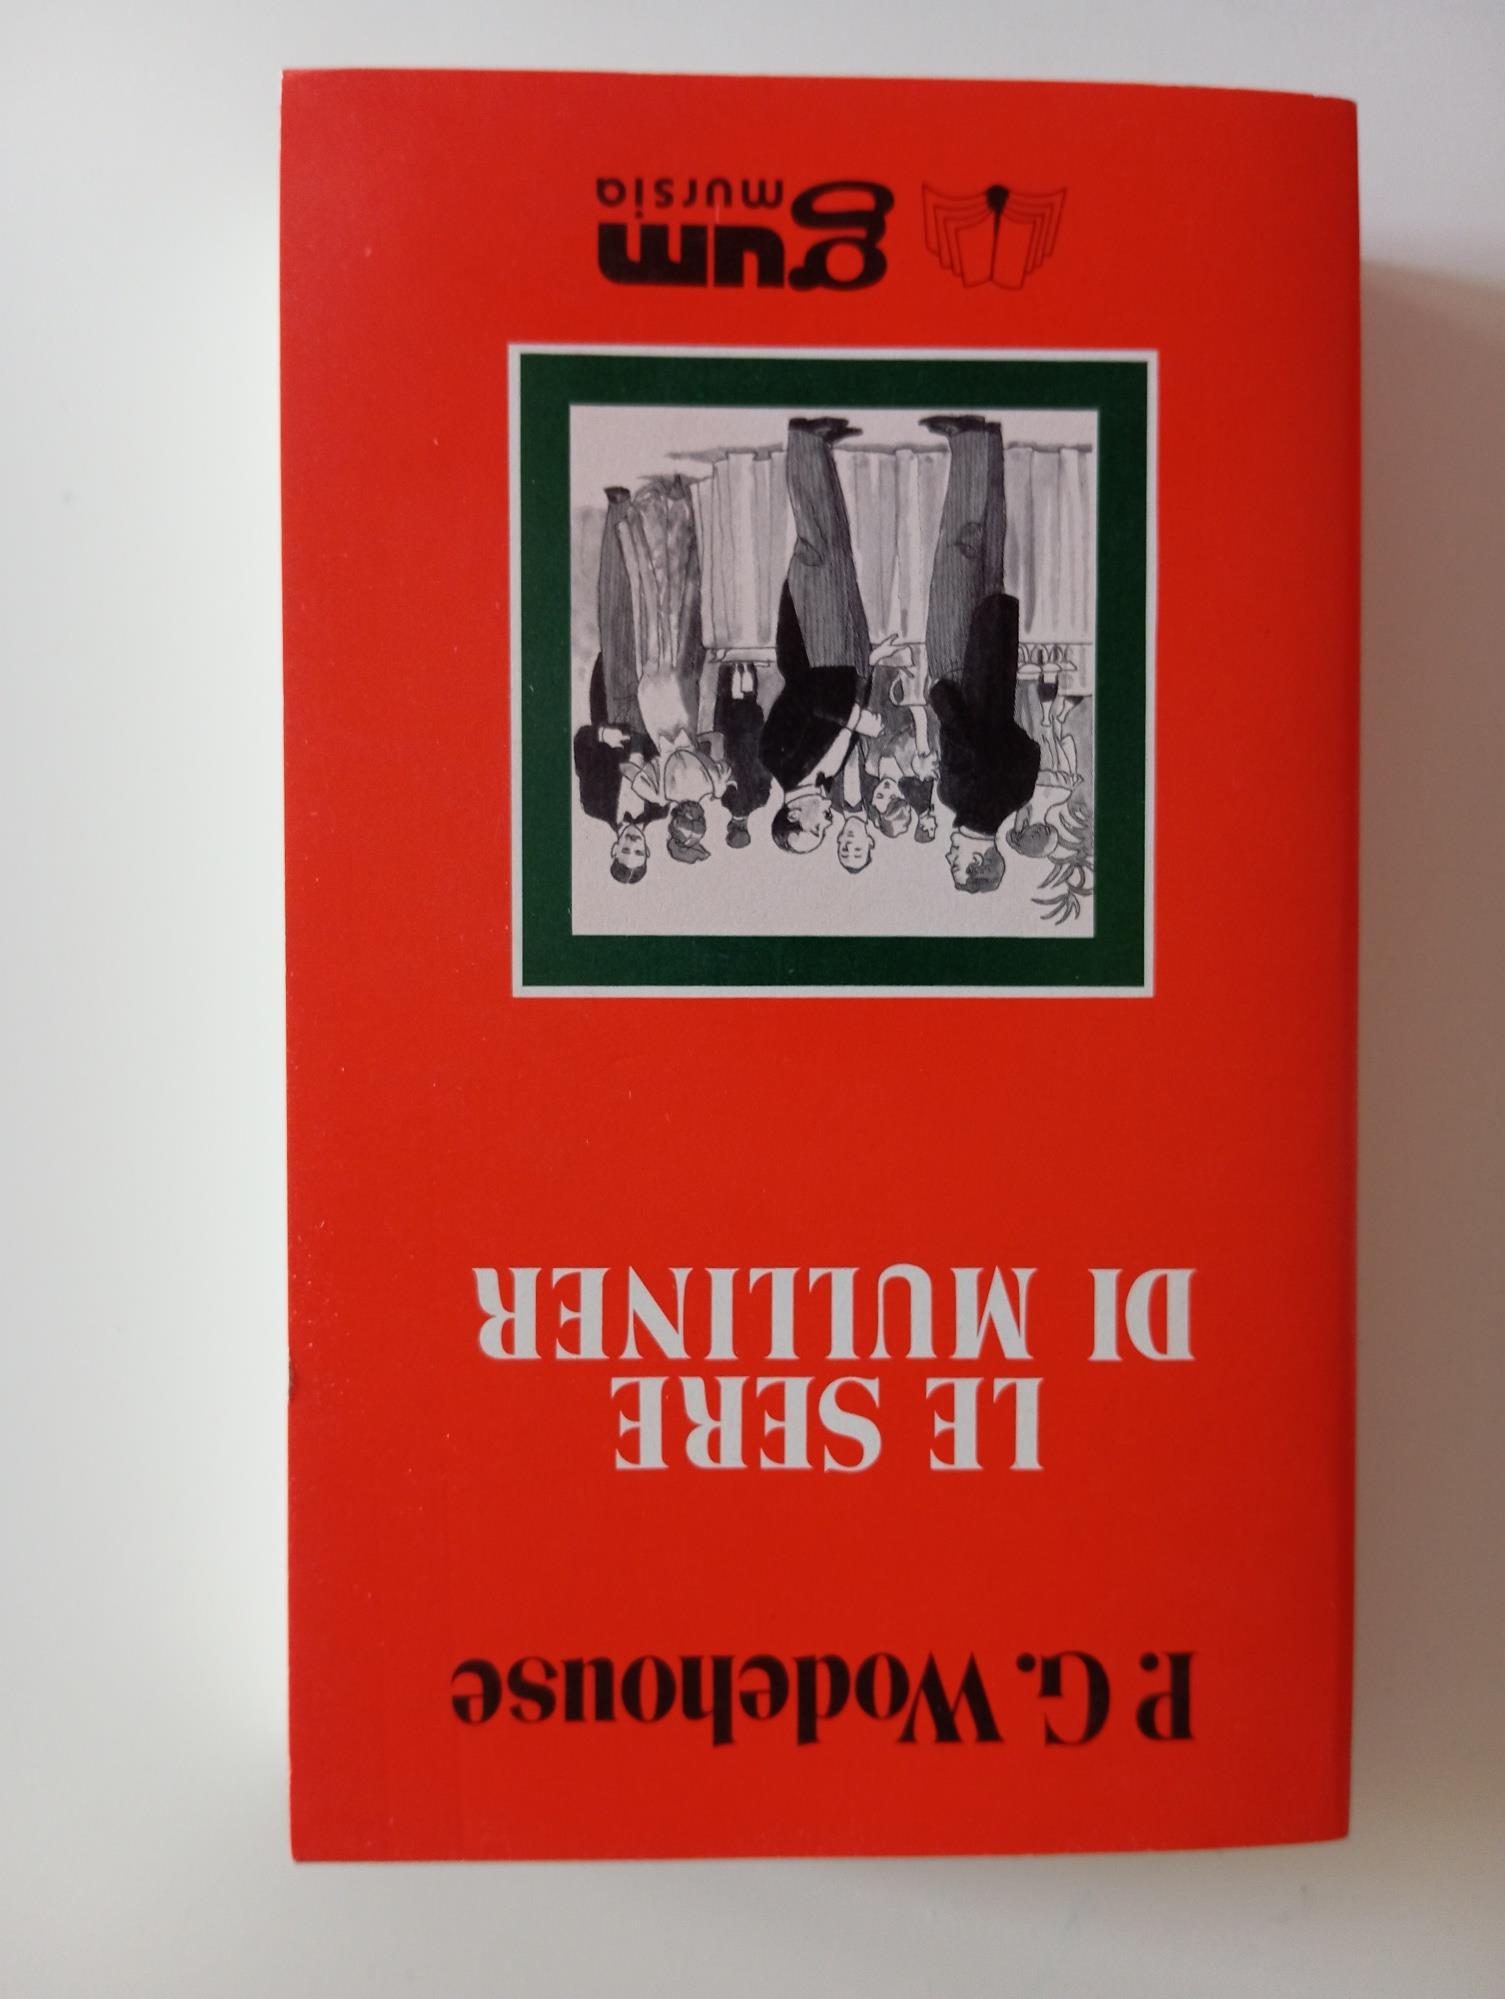 P. G. Wodehouse
LE SERE
DI MULLINER
gum
mursia